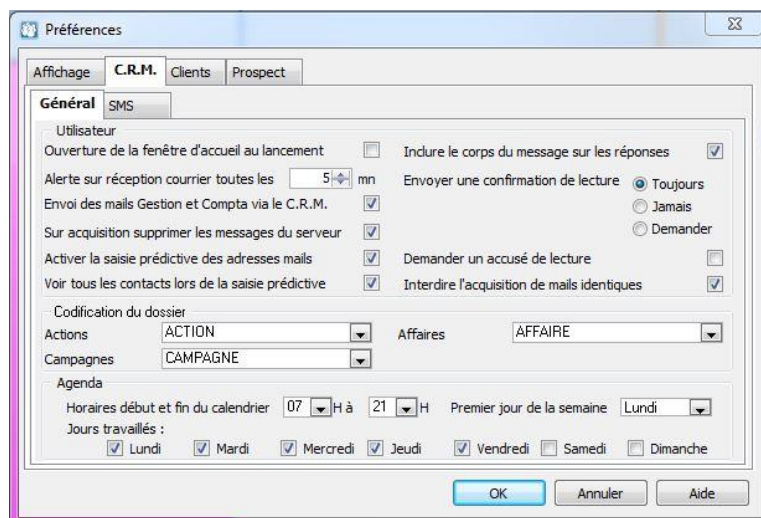 Préférences
Affichage C.R.M. Clients Prospect
Général SMS
Utilisateur
Ouverture de la fenêtre d'accueil au lancement
Inclure le corps du message sur les réponses
Alerte sur réception courrier toutes les 5 mn
Envoyer une confirmation de lecture Toujours
Envoi des mails Gestion et Compta via le C.R.M.
Jamais
Sur acquisition supprimer les messages du serveur
Demander
Activer la saisie prédictive des adresses mails
Demander un accusé de lecture
Voir tous les contacts lors de la saisie prédictive
Interdire l'acquisition de mails identiques
Codification du dossier
Actions ACTION Affaires AFFAIRE
Campagnes CAMPAGNE
Agenda
Horaires début et fin du calendrier 07 H à 21 H Premier jour de la semaine Lundi
Jours travaillés :
Lundi Mardi Mercredi Jeudi Vendredi Samedi Dimanche
OK Annuler Aide